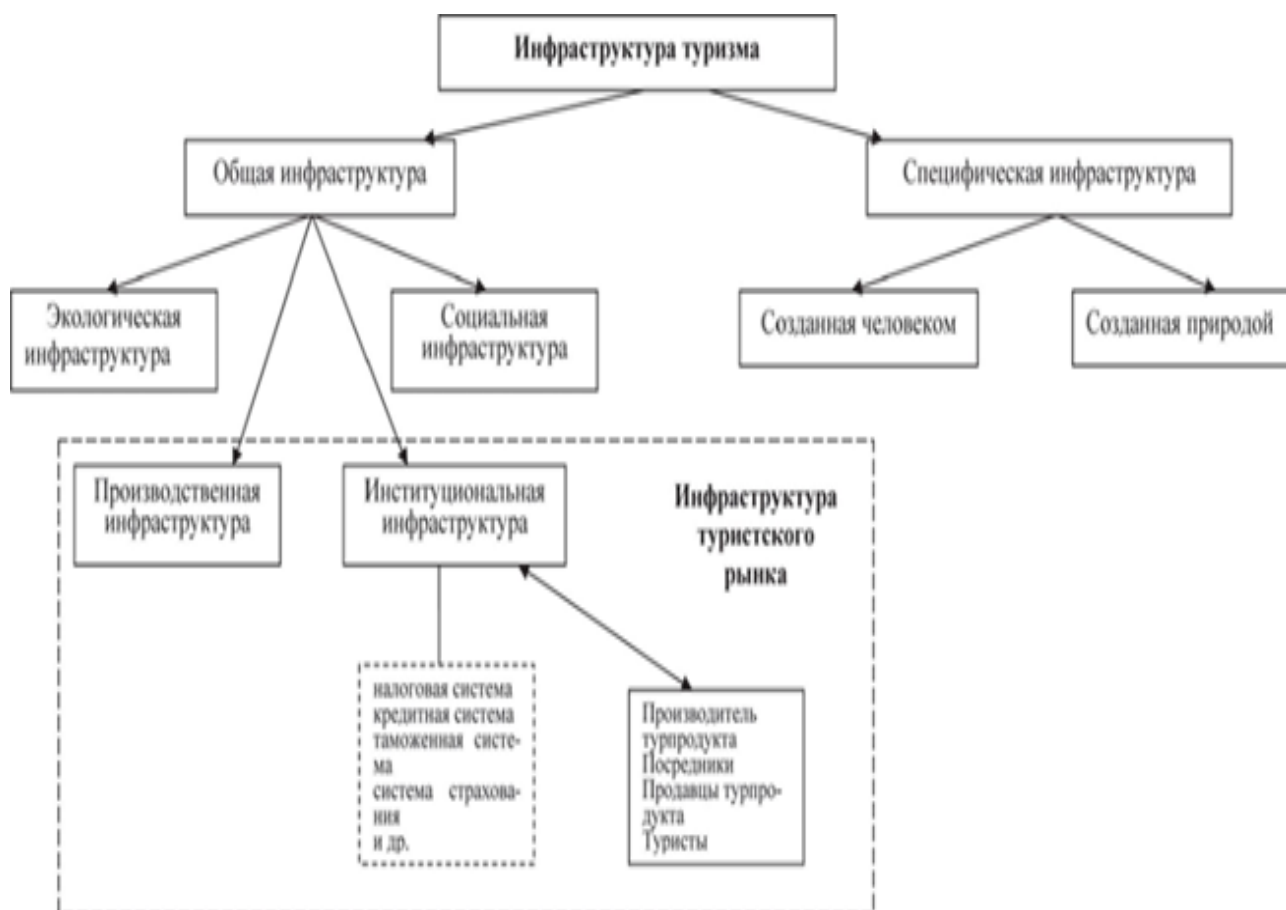 Инфраструктура туризма
Общая инфраструктура
Специфическая инфраструктура
Экологическая
инфраструктура
Социальная
инфраструктура
Созданная человеком
Созданная природой
Производственная
инфраструктура
Институциональная
инфраструктура
Инфраструктура
туристского
рынка
налоговая система
кредитная система
таможенная систе-
ма
система страхова-
ния
и др.
Производитель
турпродукта
Посредники
Продавцы турпро-
дукта
Туристы